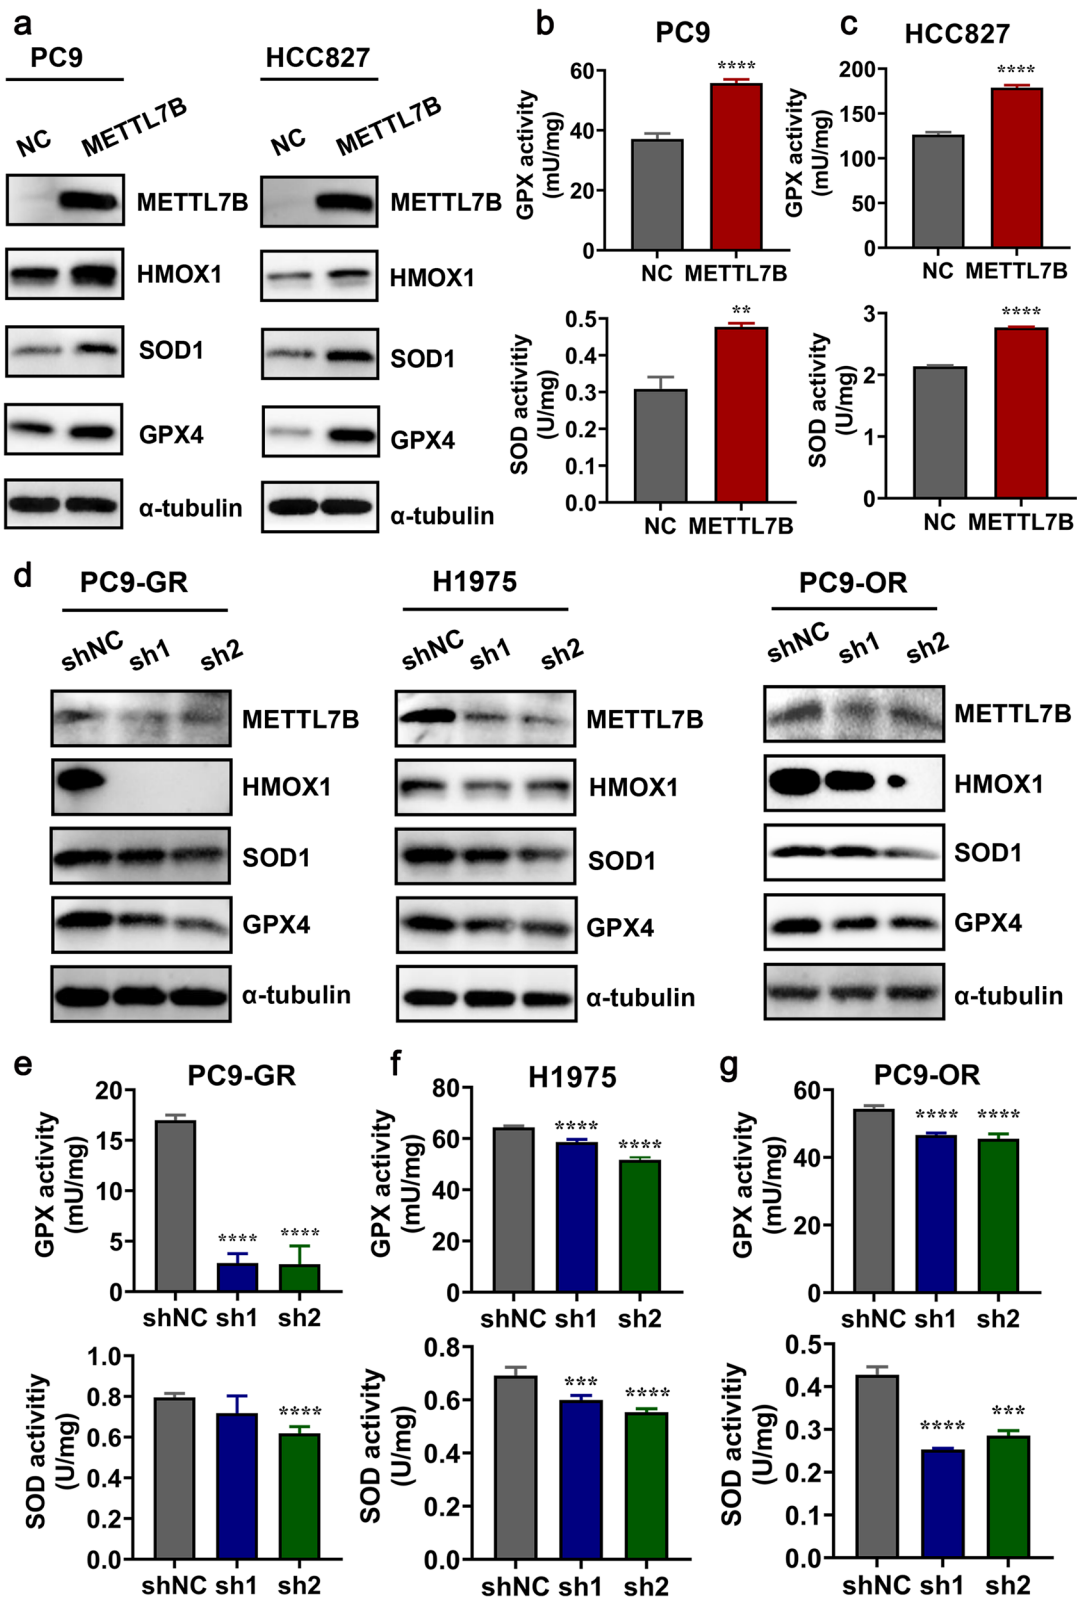 a
PC9
HCC827
NC
METTL7B
NC
METTL7B
METTL7B
METTL7B
HMOX1
HMOX1
SOD1
SOD1
GPX4
GPX4
α-tubulin
α-tubulin
b
PC9
GPX activity
(mU/mg)
60
40
20
0
****
NC METTL7B
SOD activitiy
(U/mg)
0.5
0.4
0.3
0.2
0.1
0.0
**
NC METTL7B
c
HCC827
GPX activity
(mU/mg)
200
150
100
50
0
****
NC METTL7B
SOD activity
(U/mg)
3
2
1
0
****
NC METTL7B
d
PC9-GR
shNC sh1 sh2
METTL7B
HMOX1
SOD1
GPX4
α-tubulin
H1975
shNC sh1 sh2
METTL7B
HMOX1
SOD1
GPX4
α-tubulin
PC9-OR
shNC sh1 sh2
METTL7B
HMOX1
SOD1
GPX4
α-tubulin
e
PC9-GR
GPX activity
(mU/mg)
20
15
10
5
0
**** ****
shNC sh1 sh2
SOD activitiy
(U/mg)
1.0
0.8
0.6
0.4
0.2
0.0
****
shNC sh1 sh2
f
H1975
GPX activity
(mU/mg)
80
60
40
20
0
**** ****
shNC sh1 sh2
SOD activity
(U/mg)
0.8
0.6
0.4
0.2
0.0
*** ****
shNC sh1 sh2
g
PC9-OR
GPX activity
(mU/mg)
60
40
20
0
**** ****
shNC sh1 sh2
SOD activity
(U/mg)
0.5
0.4
0.3
0.2
0.1
0.0
**** ***
shNC sh1 sh2